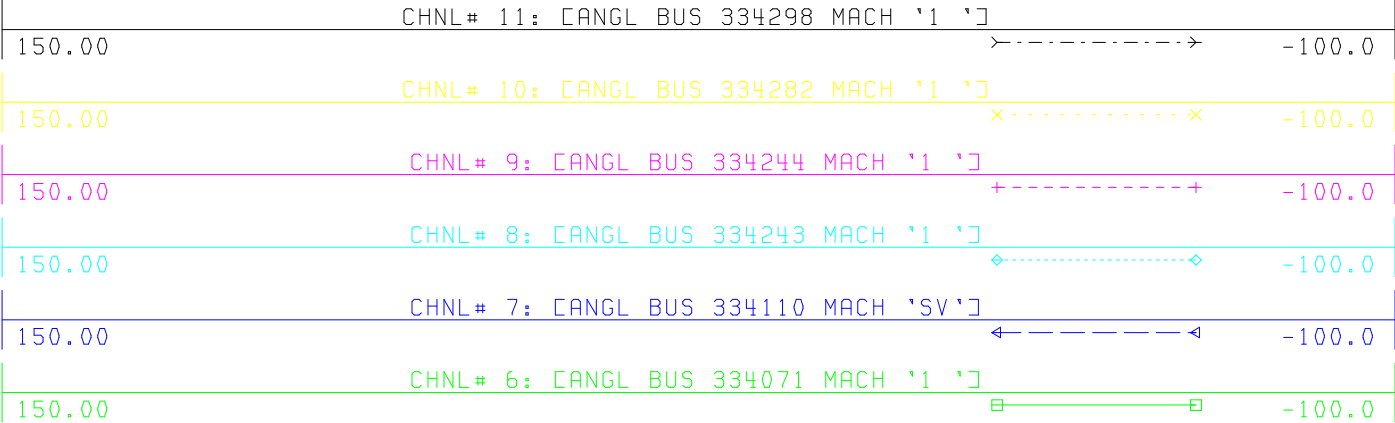 CHNL# 11: [ANGL BUS 334298 MACH '1 ']
150.00 -100.0
CHNL# 10: [ANGL BUS 334282 MACH '1 ']
150.00 -100.0
CHNL# 9: [ANGL BUS 334244 MACH '1 ']
150.00 -100.0
CHNL# 8: [ANGL BUS 334243 MACH '1 ']
150.00 -100.0
CHNL# 7: [ANGL BUS 334110 MACH 'SV']
150.00 -100.0
CHNL# 6: [ANGL BUS 334071 MACH '1 ']
150.00 -100.0